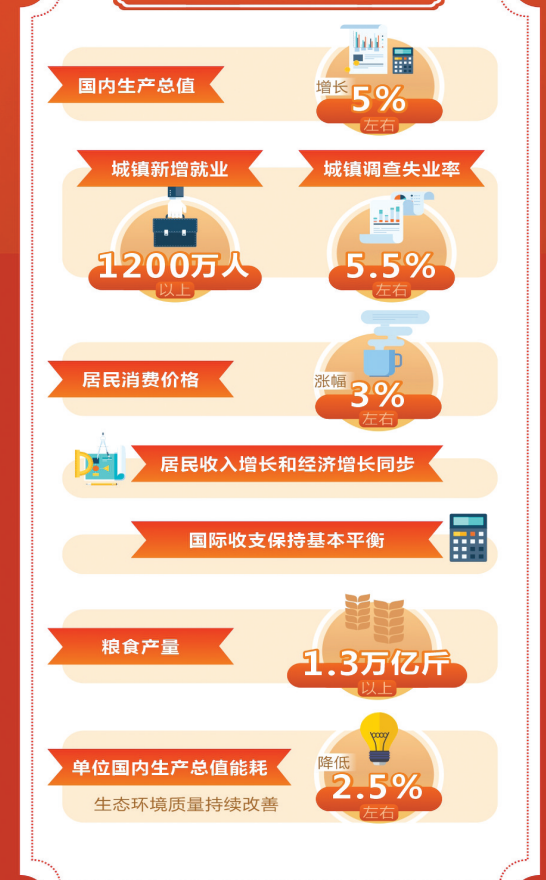 国内生产总值
增长
5%
左右
城镇新增就业
城镇调查失业率
1200万人
以上
5.5%
左右
居民消费价格
涨幅
3%
左右
居民收入增长和经济增长同步
国际收支保持基本平衡
粮食产量
1.3万亿斤
以上
单位国内生产总值能耗
降低
2.5%
左右
生态环境质量持续改善